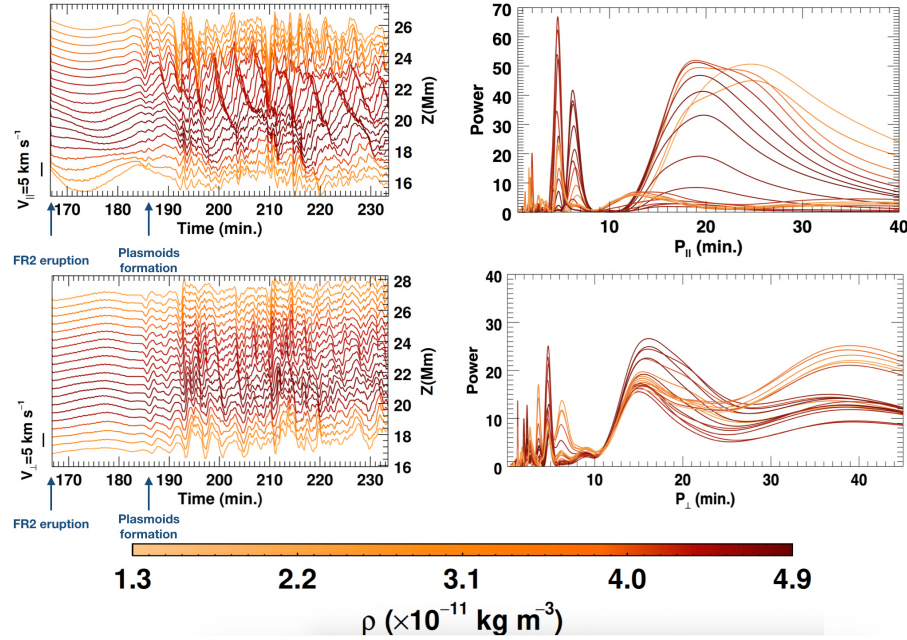 V||=5 km s⁻¹
26
24
22
20
18
16
Z(Mm)
170 180 190 200 210 220 230
Time (min.)
FR2 eruption
Plasmoids
formation
Power
70
60
50
40
30
20
10
0
10 20 30 40
P|| (min.)
V⊥=5 km s⁻¹
28
26
24
22
20
18
16
Z(Mm)
170 180 190 200 210 220 230
Time (min.)
FR2 eruption
Plasmoids
formation
Power
40
30
20
10
0
10 20 30 40
P⊥ (min.)
1.3 2.2 3.1 4.0 4.9
ρ (×10⁻¹¹ kg m⁻³)